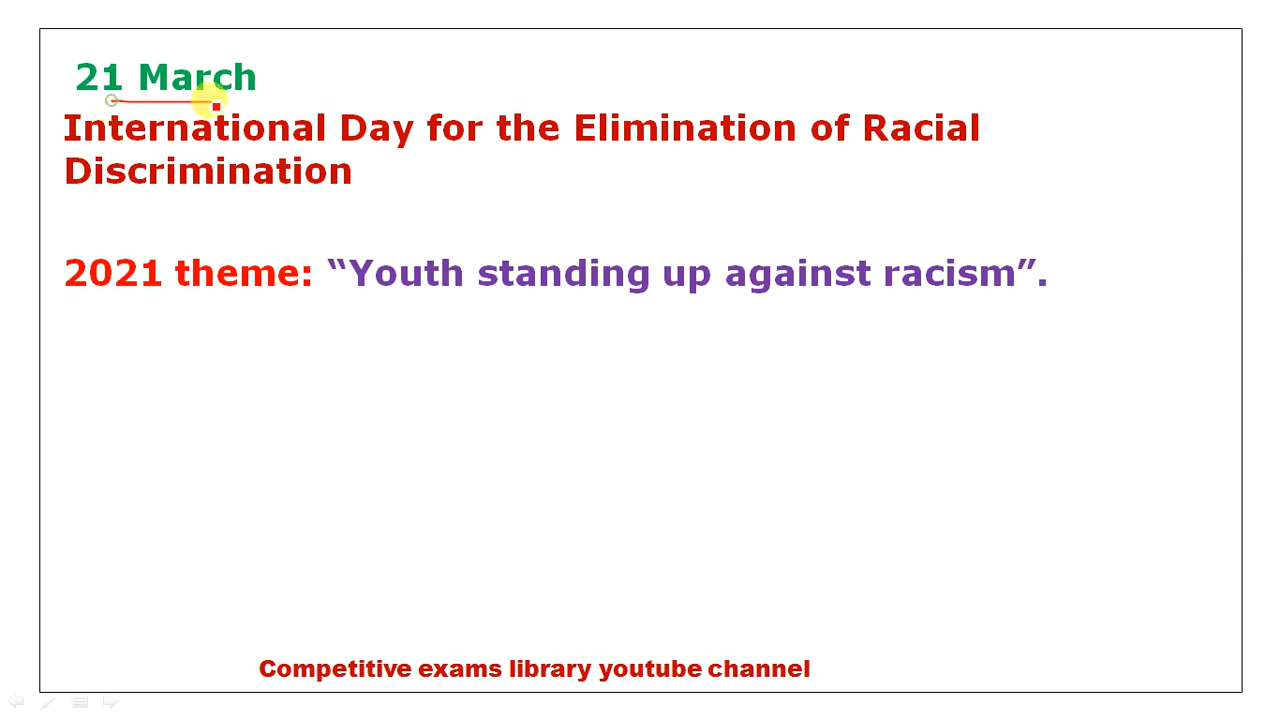 21 March
International Day for the Elimination of Racial
Discrimination
2021 theme: “Youth standing up against racism”.
Competitive exams library youtube channel